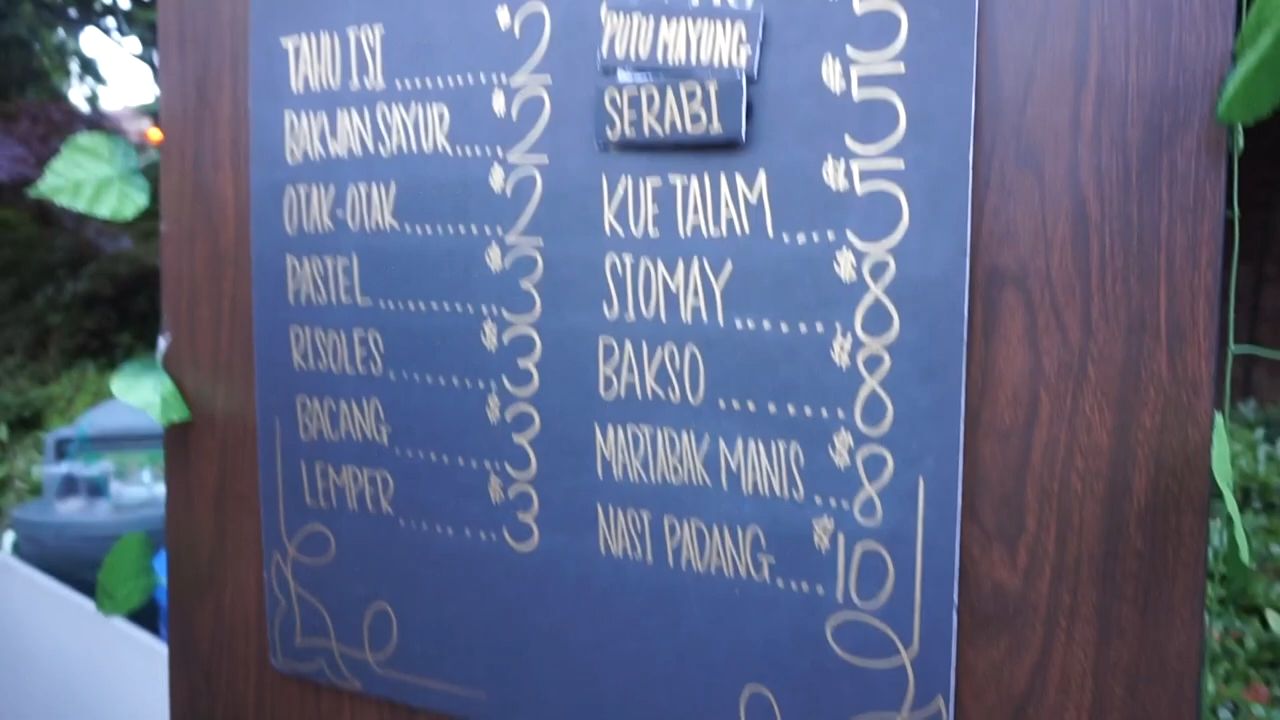 TAHU ISI .......... $2
BAKWAN SAYUR..... $2
OTAK-OTAK.......... $2
PASTEL............. $3
RISOLES........... $3
BACANG........... $3
LEMPER.......... $3
PUTU MAYUNG $5
SERABI $5
KUE TALAM .... $5
SIOMAY ........ $8
BAKSO ......... $8
MARTABAK MANIS ... $8
NASI PADANG.... $10